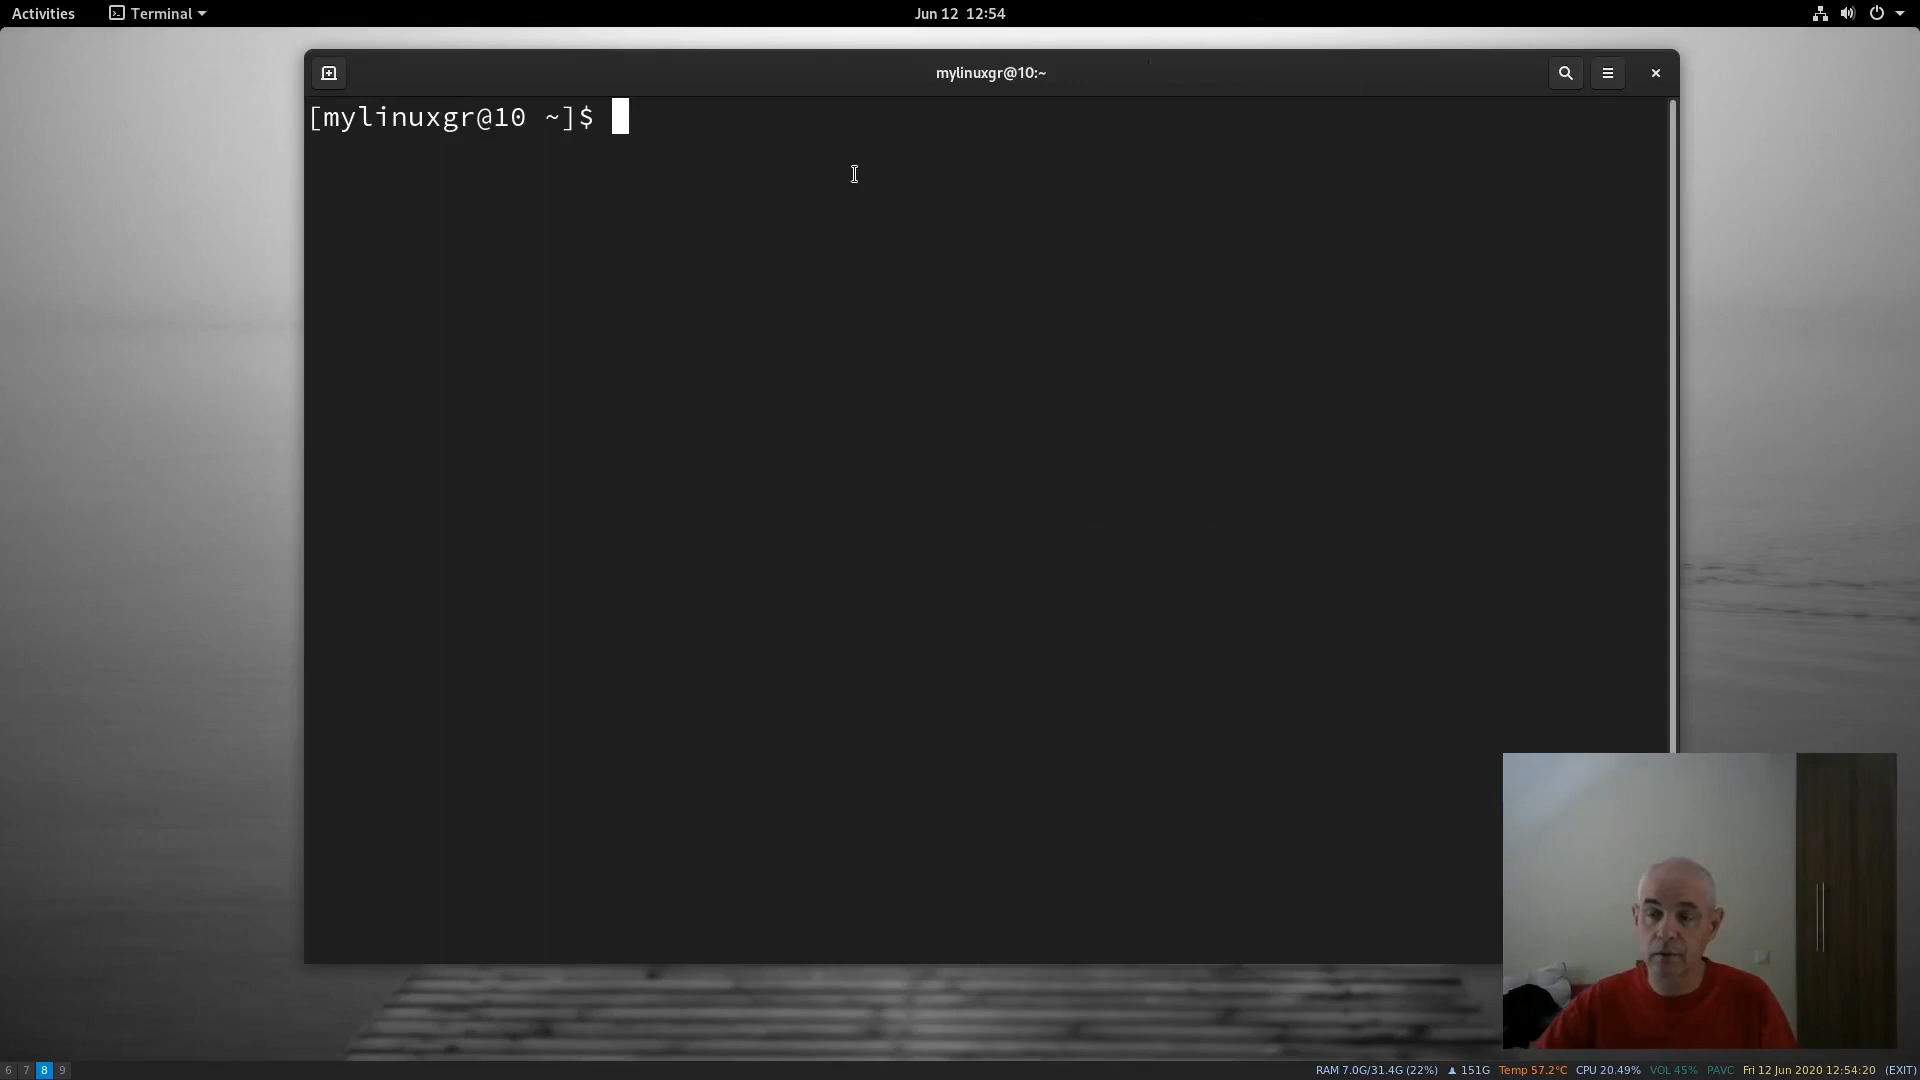 Activities
Terminal
Jun 12 12:54
mylinuxgr@10:~
[mylinuxgr@10 ~]$
6 7 8 9
RAM 7.0G/31.4G (22%) 151G Temp 57.2°C CPU 20.49% VOL 45% PAVC Fri 12 Jun 2020 12:54:20 (EXIT)